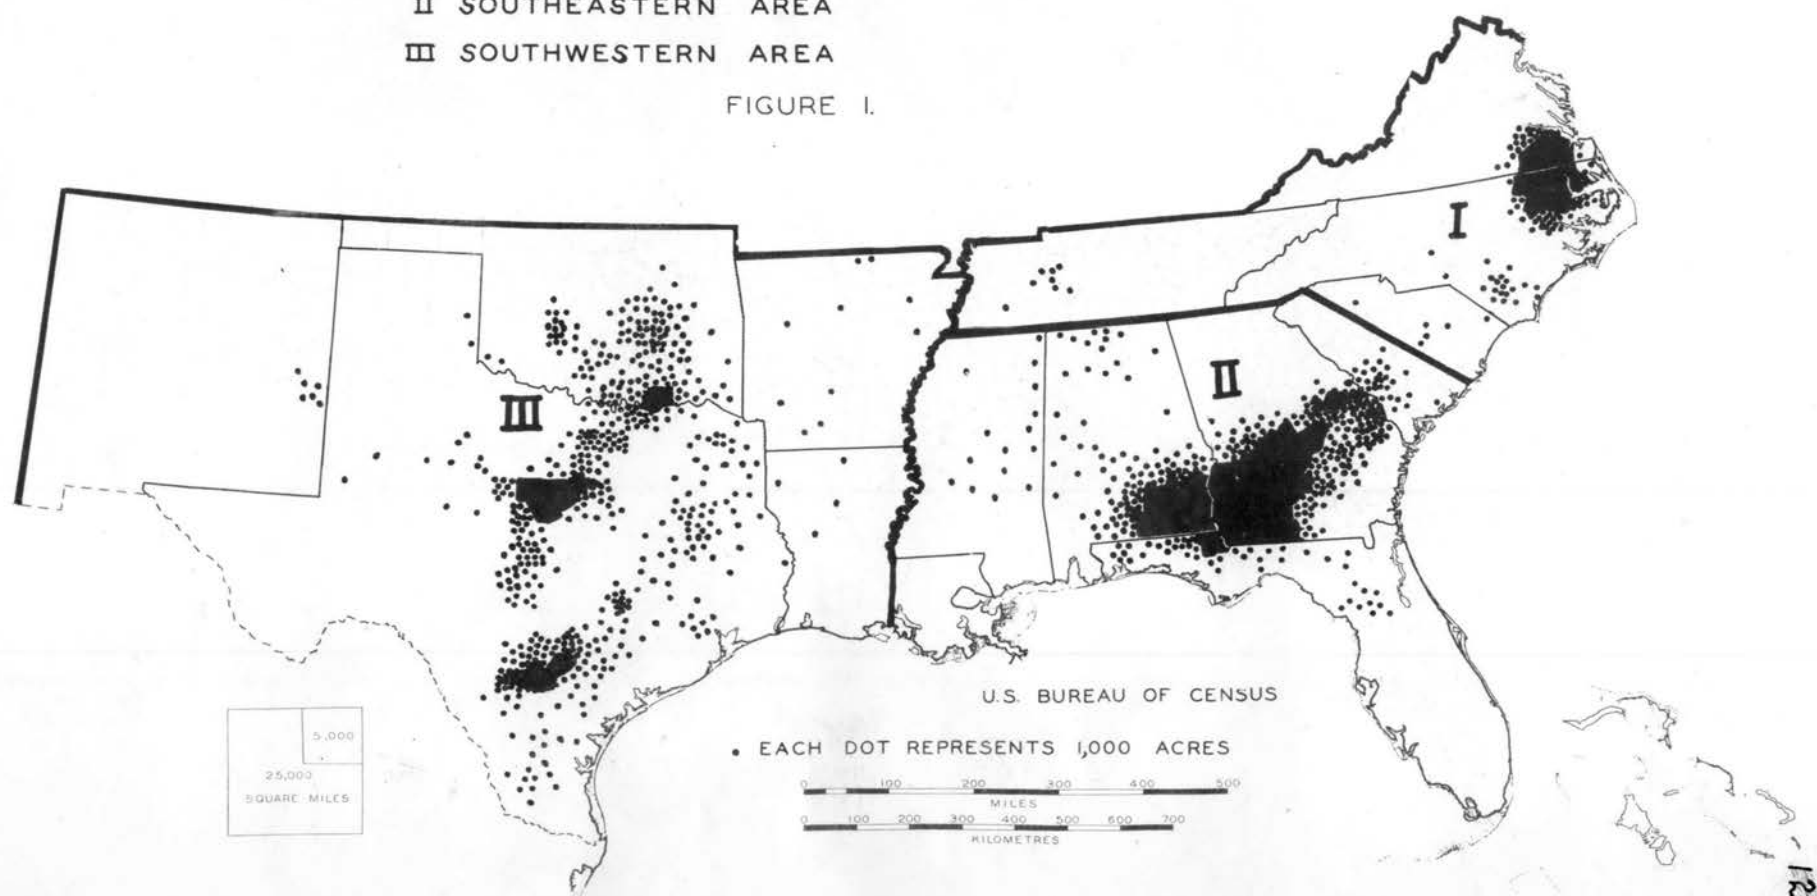 II SOUTHEASTERN AREA
III SOUTHWESTERN AREA
FIGURE 1.
I
II
III
U.S. BUREAU OF CENSUS
• EACH DOT REPRESENTS 1,000 ACRES
5,000
25,000
SQUARE MILES
0 100 200 300 400 500
MILES
0 100 200 300 400 500 600 700
KILOMETRES